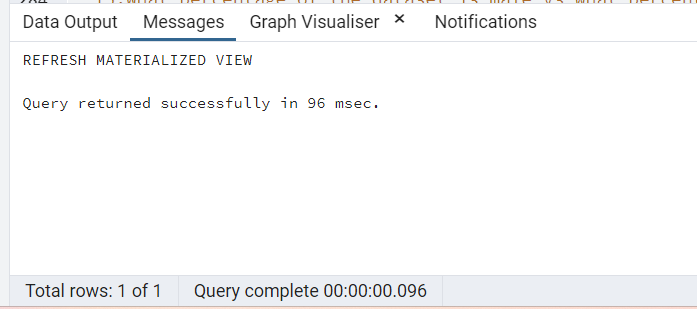 Data Output Messages Graph Visualiser × Notifications
REFRESH MATERIALIZED VIEW
Query returned successfully in 96 msec.
Total rows: 1 of 1 Query complete 00:00:00.096